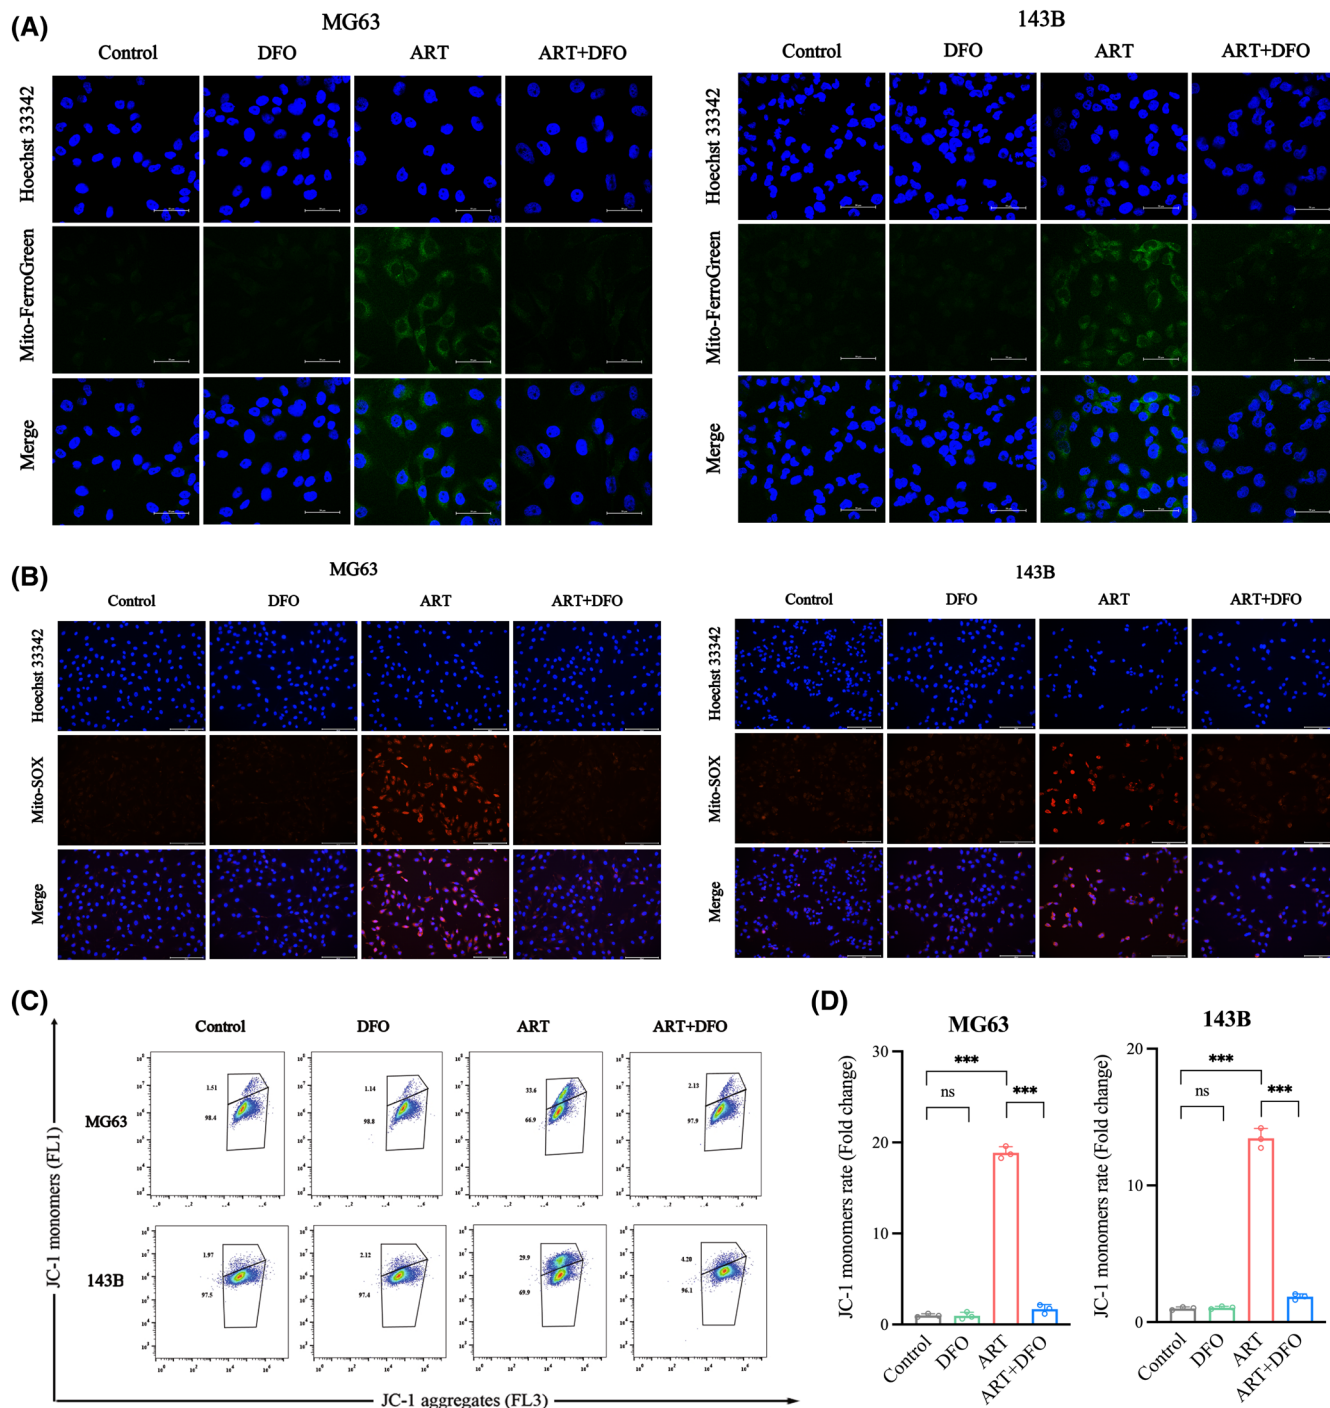 (A)
MG63
Control DFO ART ART+DFO
Hoechst 33342
Mito-FerroGreen
Merge
143B
Control DFO ART ART+DFO
Hoechst 33342
Mito-FerroGreen
Merge
(B)
MG63
Control DFO ART ART+DFO
Hoechst 33342
Mito-SOX
Merge
143B
Control DFO ART ART+DFO
Hoechst 33342
Mito-SOX
Merge
(C)
Control DFO ART ART+DFO
JC-1 monomers (FL1)
MG63
1.51
98.4
1.14
98.8
33.6
66.9
2.13
97.9
143B
1.97
97.5
2.12
97.4
29.9
69.9
4.20
96.1
JC-1 aggregates (FL3)
(D)
MG63
JC-1 monomers rate (Fold change)
30
20
10
0
***
ns
***
Control DFO ART ART+DFO
143B
JC-1 monomers rate (Fold change)
20
10
0
***
ns
***
Control DFO ART ART+DFO